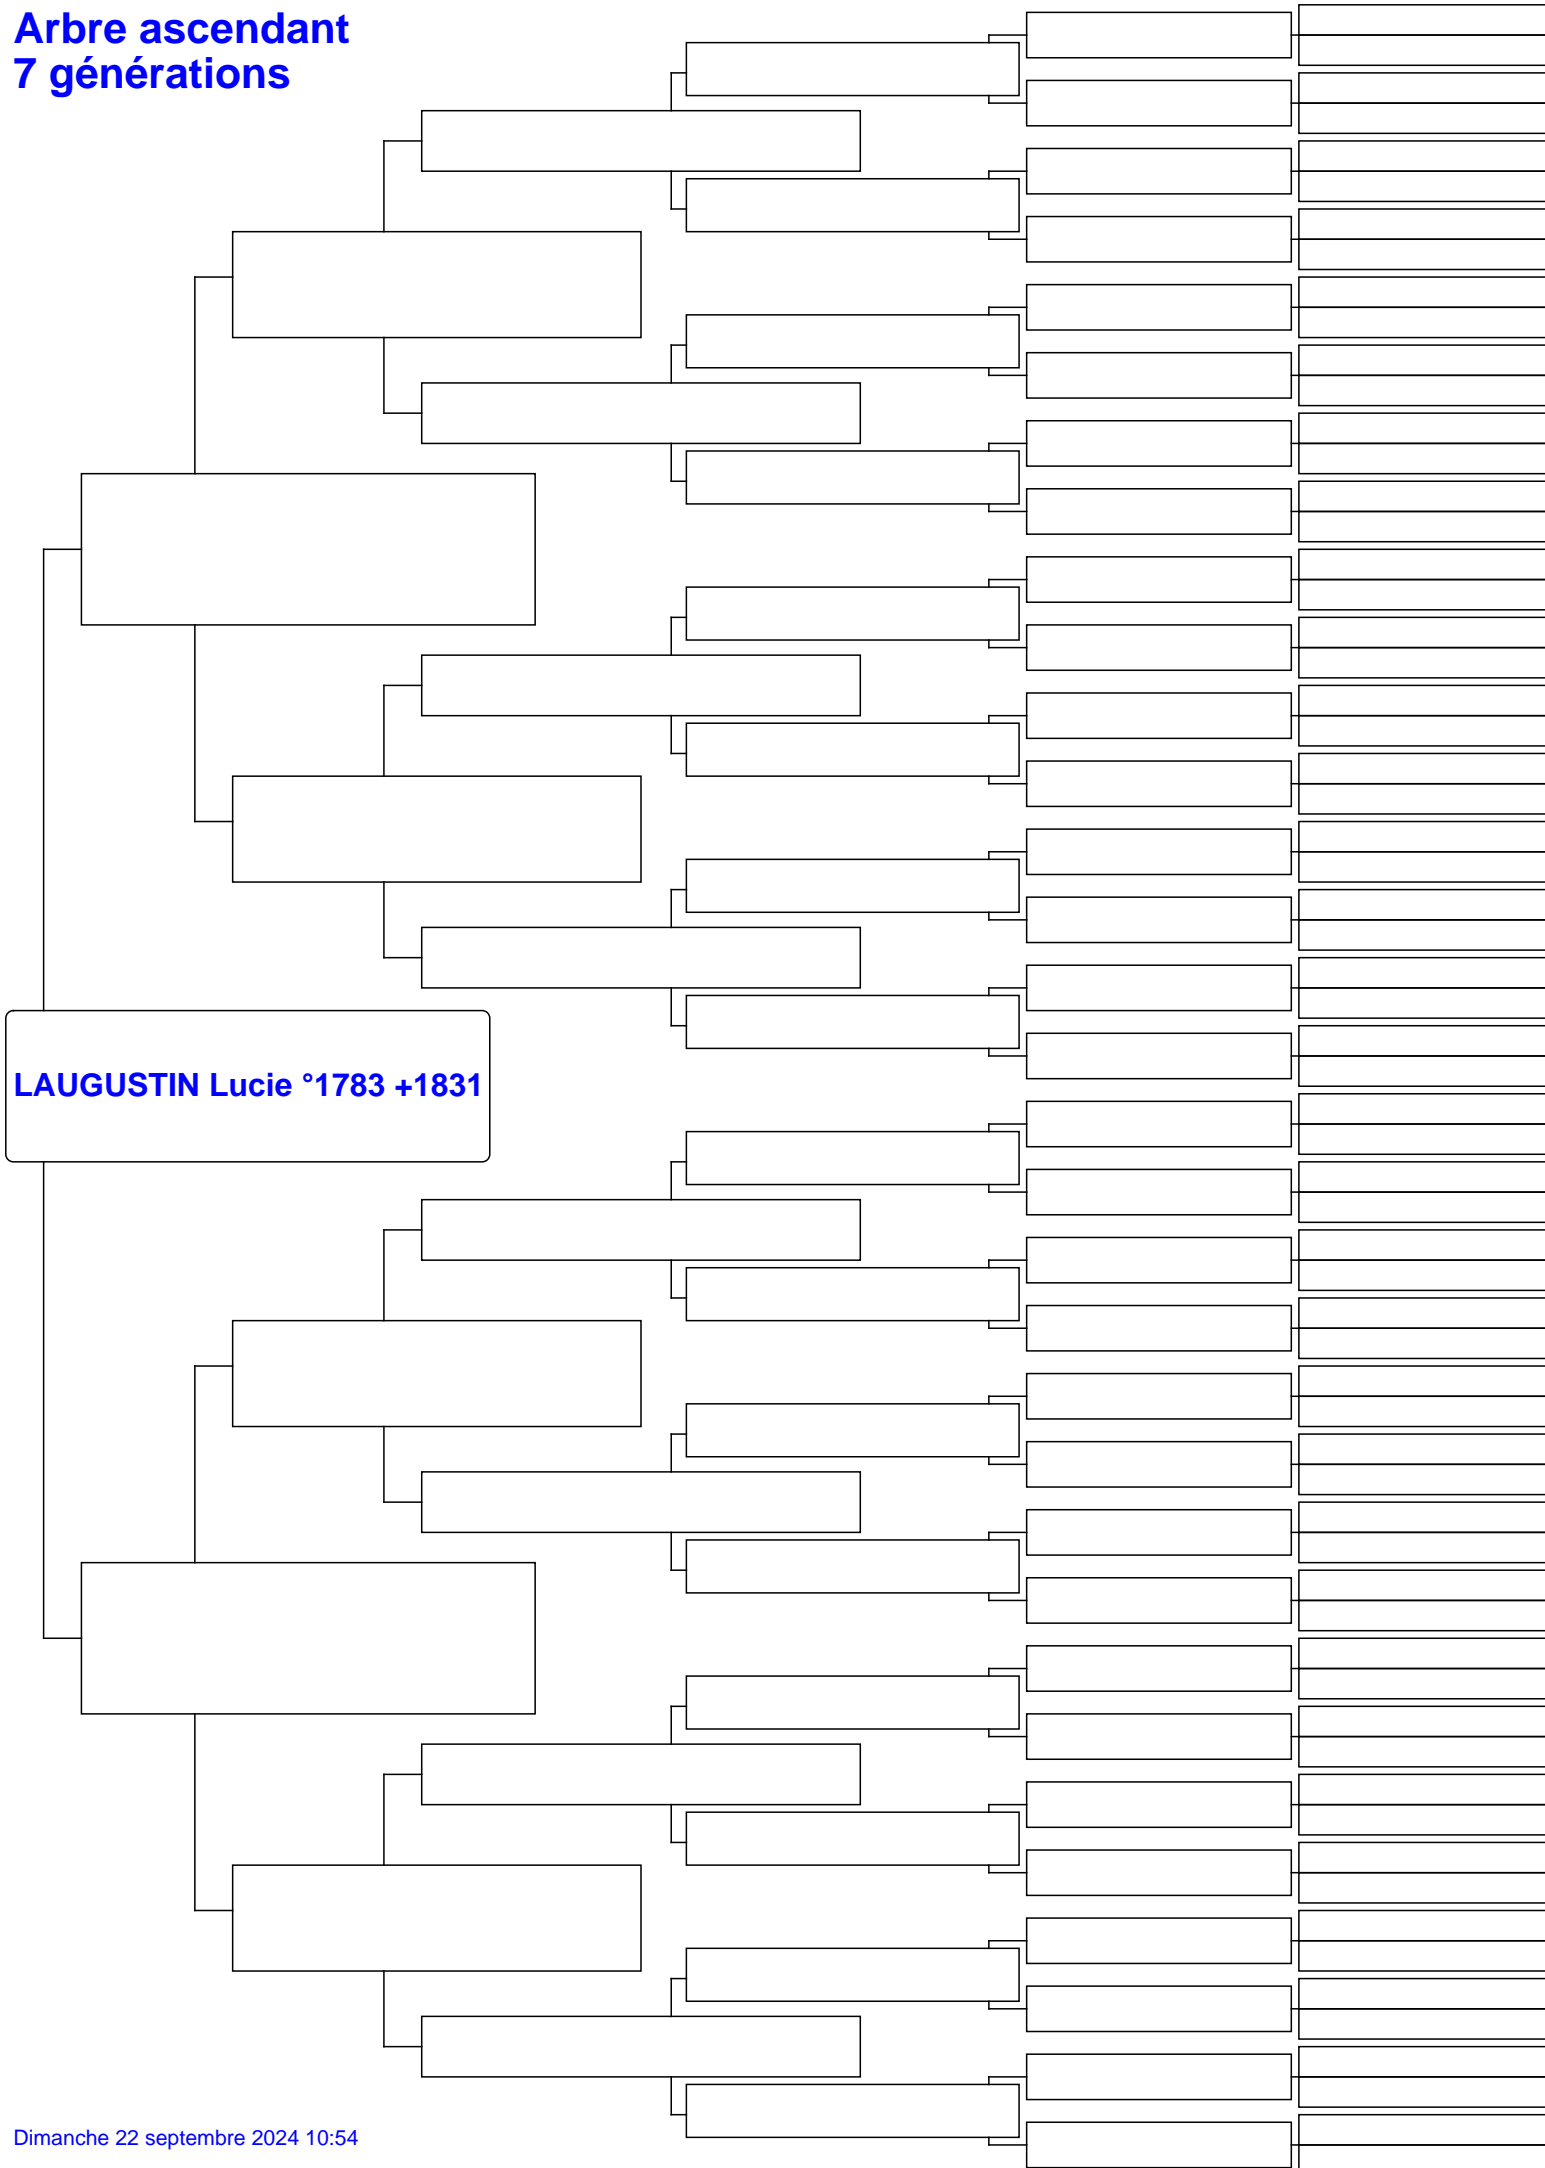 Arbre ascendant
7 générations
LAUGUSTIN Lucie °1783 +1831
Dimanche 22 septembre 2024 10:54